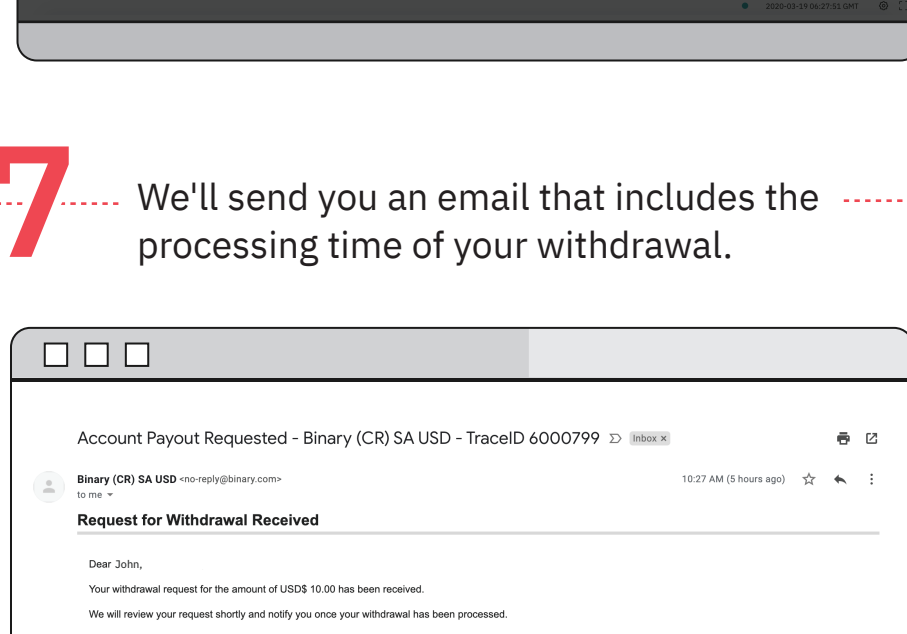 2020-03-19 06:27:51 GMT
7
We'll send you an email that includes the
processing time of your withdrawal.
Account Payout Requested - Binary (CR) SA USD - TraceID 6000799 Inbox ×
Binary (CR) SA USD <no-reply@binary.com> 10:27 AM (5 hours ago)
to me
Request for Withdrawal Received
Dear John,
Your withdrawal request for the amount of USD$ 10.00 has been received.
We will review your request shortly and notify you once your withdrawal has been processed.